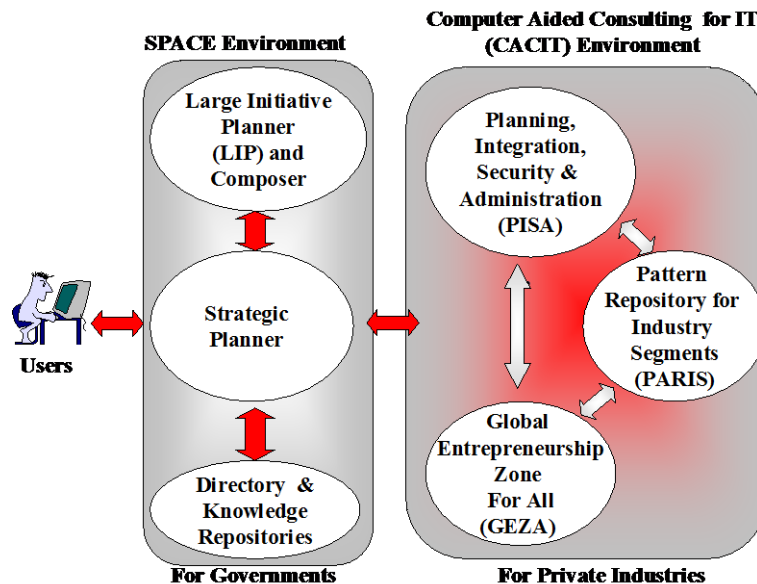 SPACE Environment
Large Initiative
Planner
(LIP) and
Composer
Strategic
Planner
Directory &
Knowledge
Repositories
For Governments
Users
Computer Aided Consulting for IT
(CACIT) Environment
Planning,
Integration,
Security &
Administration
(PISA)
Pattern
Repository for
Industry
Segments
(PARIS)
Global
Entrepreneurship
Zone
For All
(GEZA)
For Private Industries